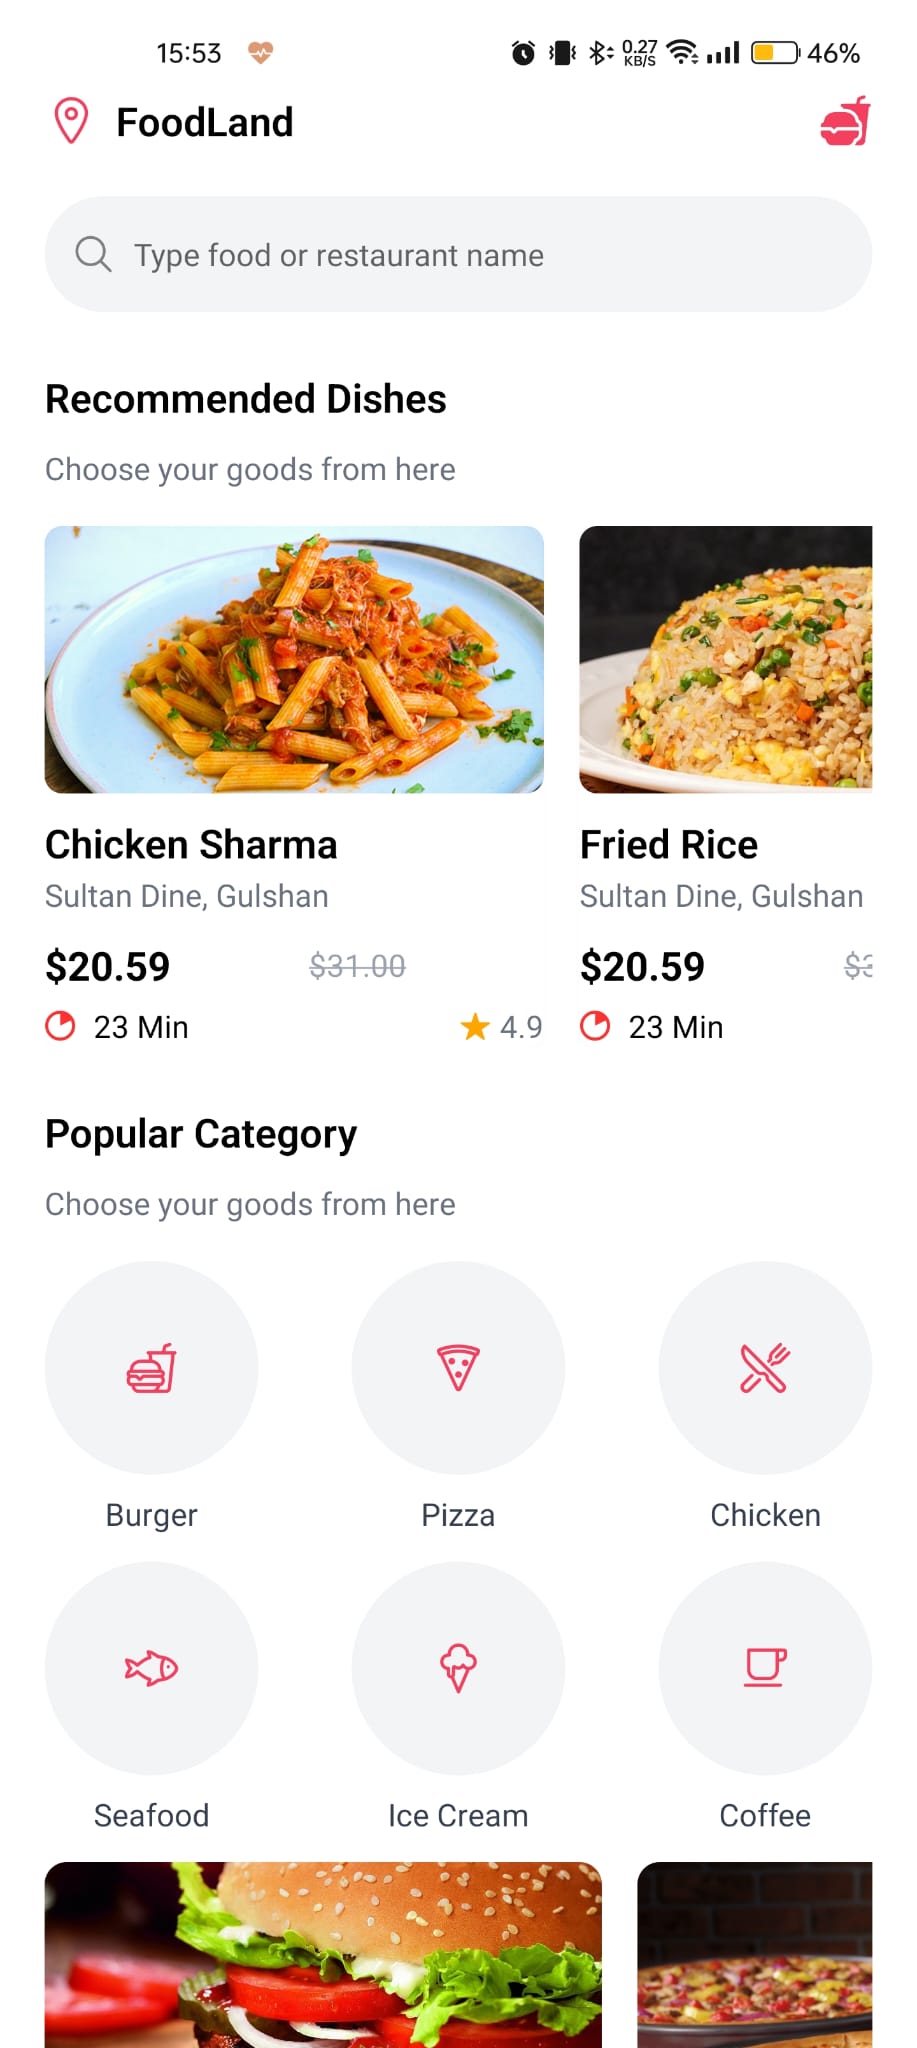 15:53
0.27
KB/S
46%
FoodLand
Type food or restaurant name
Recommended Dishes
Choose your goods from here
Chicken Sharma
Fried Rice
Sultan Dine, Gulshan
Sultan Dine, Gulshan
$20.59 $31.00
$20.59
23 Min 4.9
23 Min
Popular Category
Choose your goods from here
Burger
Pizza
Chicken
Seafood
Ice Cream
Coffee